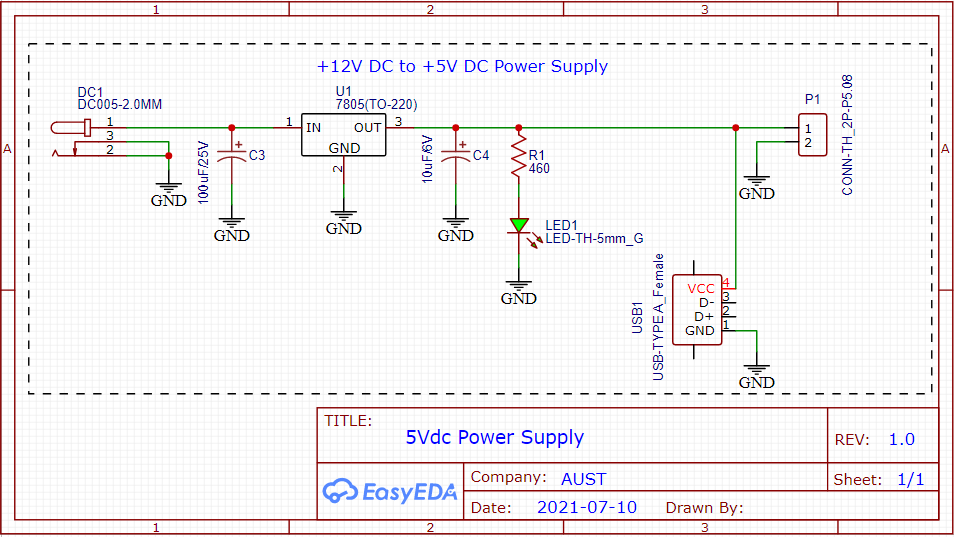 1 2 3
+12V DC to +5V DC Power Supply
DC1
DC005-2.0MM
1
3
2
GND
100uF/25V
C3
GND
U1
7805(TO-220)
1 IN OUT 3
GND
2
GND
10uF/6V
C4
GND
R1
460
LED1
LED-TH-5mm_G
GND
P1
1
2
CONN-TH_2P-P5.08
GND
USB1
USB-TYPE A_Female
VCC 4
D- 3
D+ 2
GND 1
GND
A A
TITLE:
5Vdc Power Supply
REV: 1.0
EasyEDA
Company: AUST
Sheet: 1/1
Date: 2021-07-10 Drawn By:
1 2 3